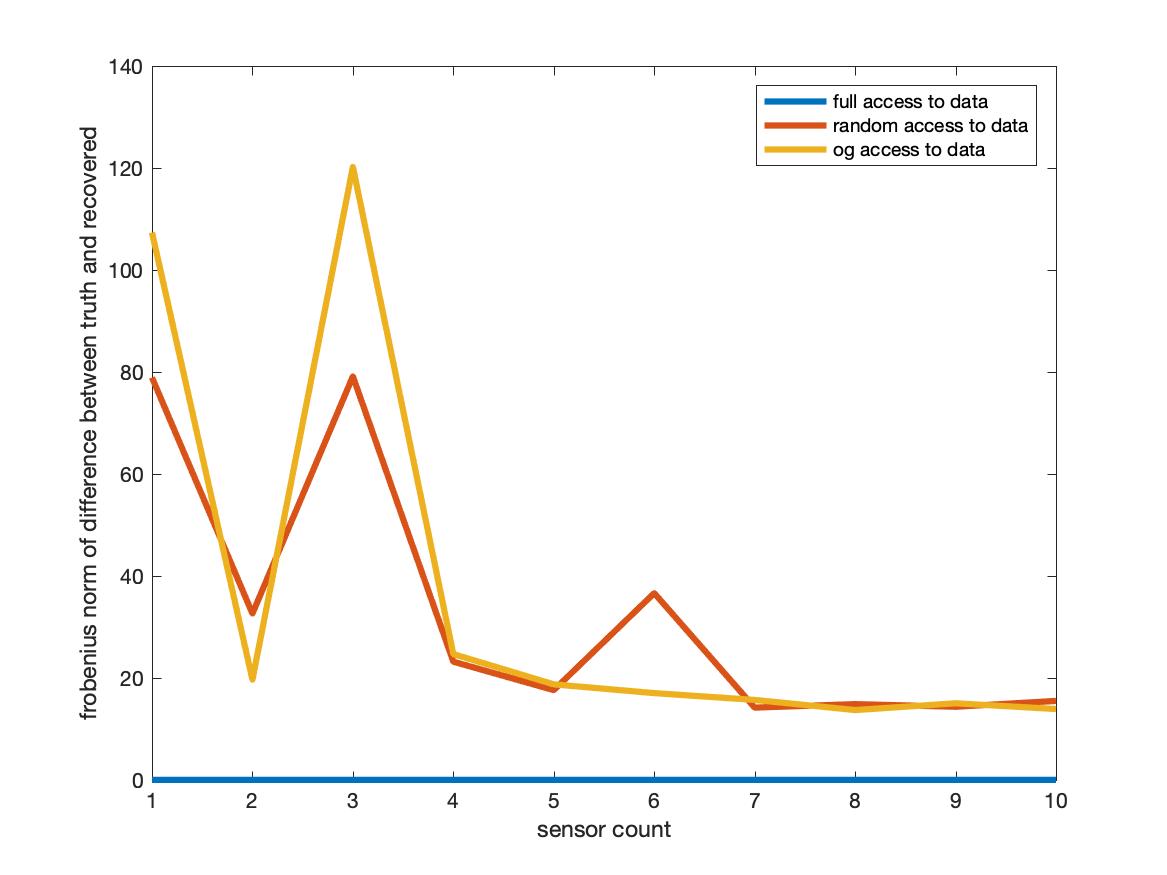 140
120
100
80
60
40
20
0
frobenius norm of difference between truth and recovered
full access to data
random access to data
og access to data
1 2 3 4 5 6 7 8 9 10
sensor count